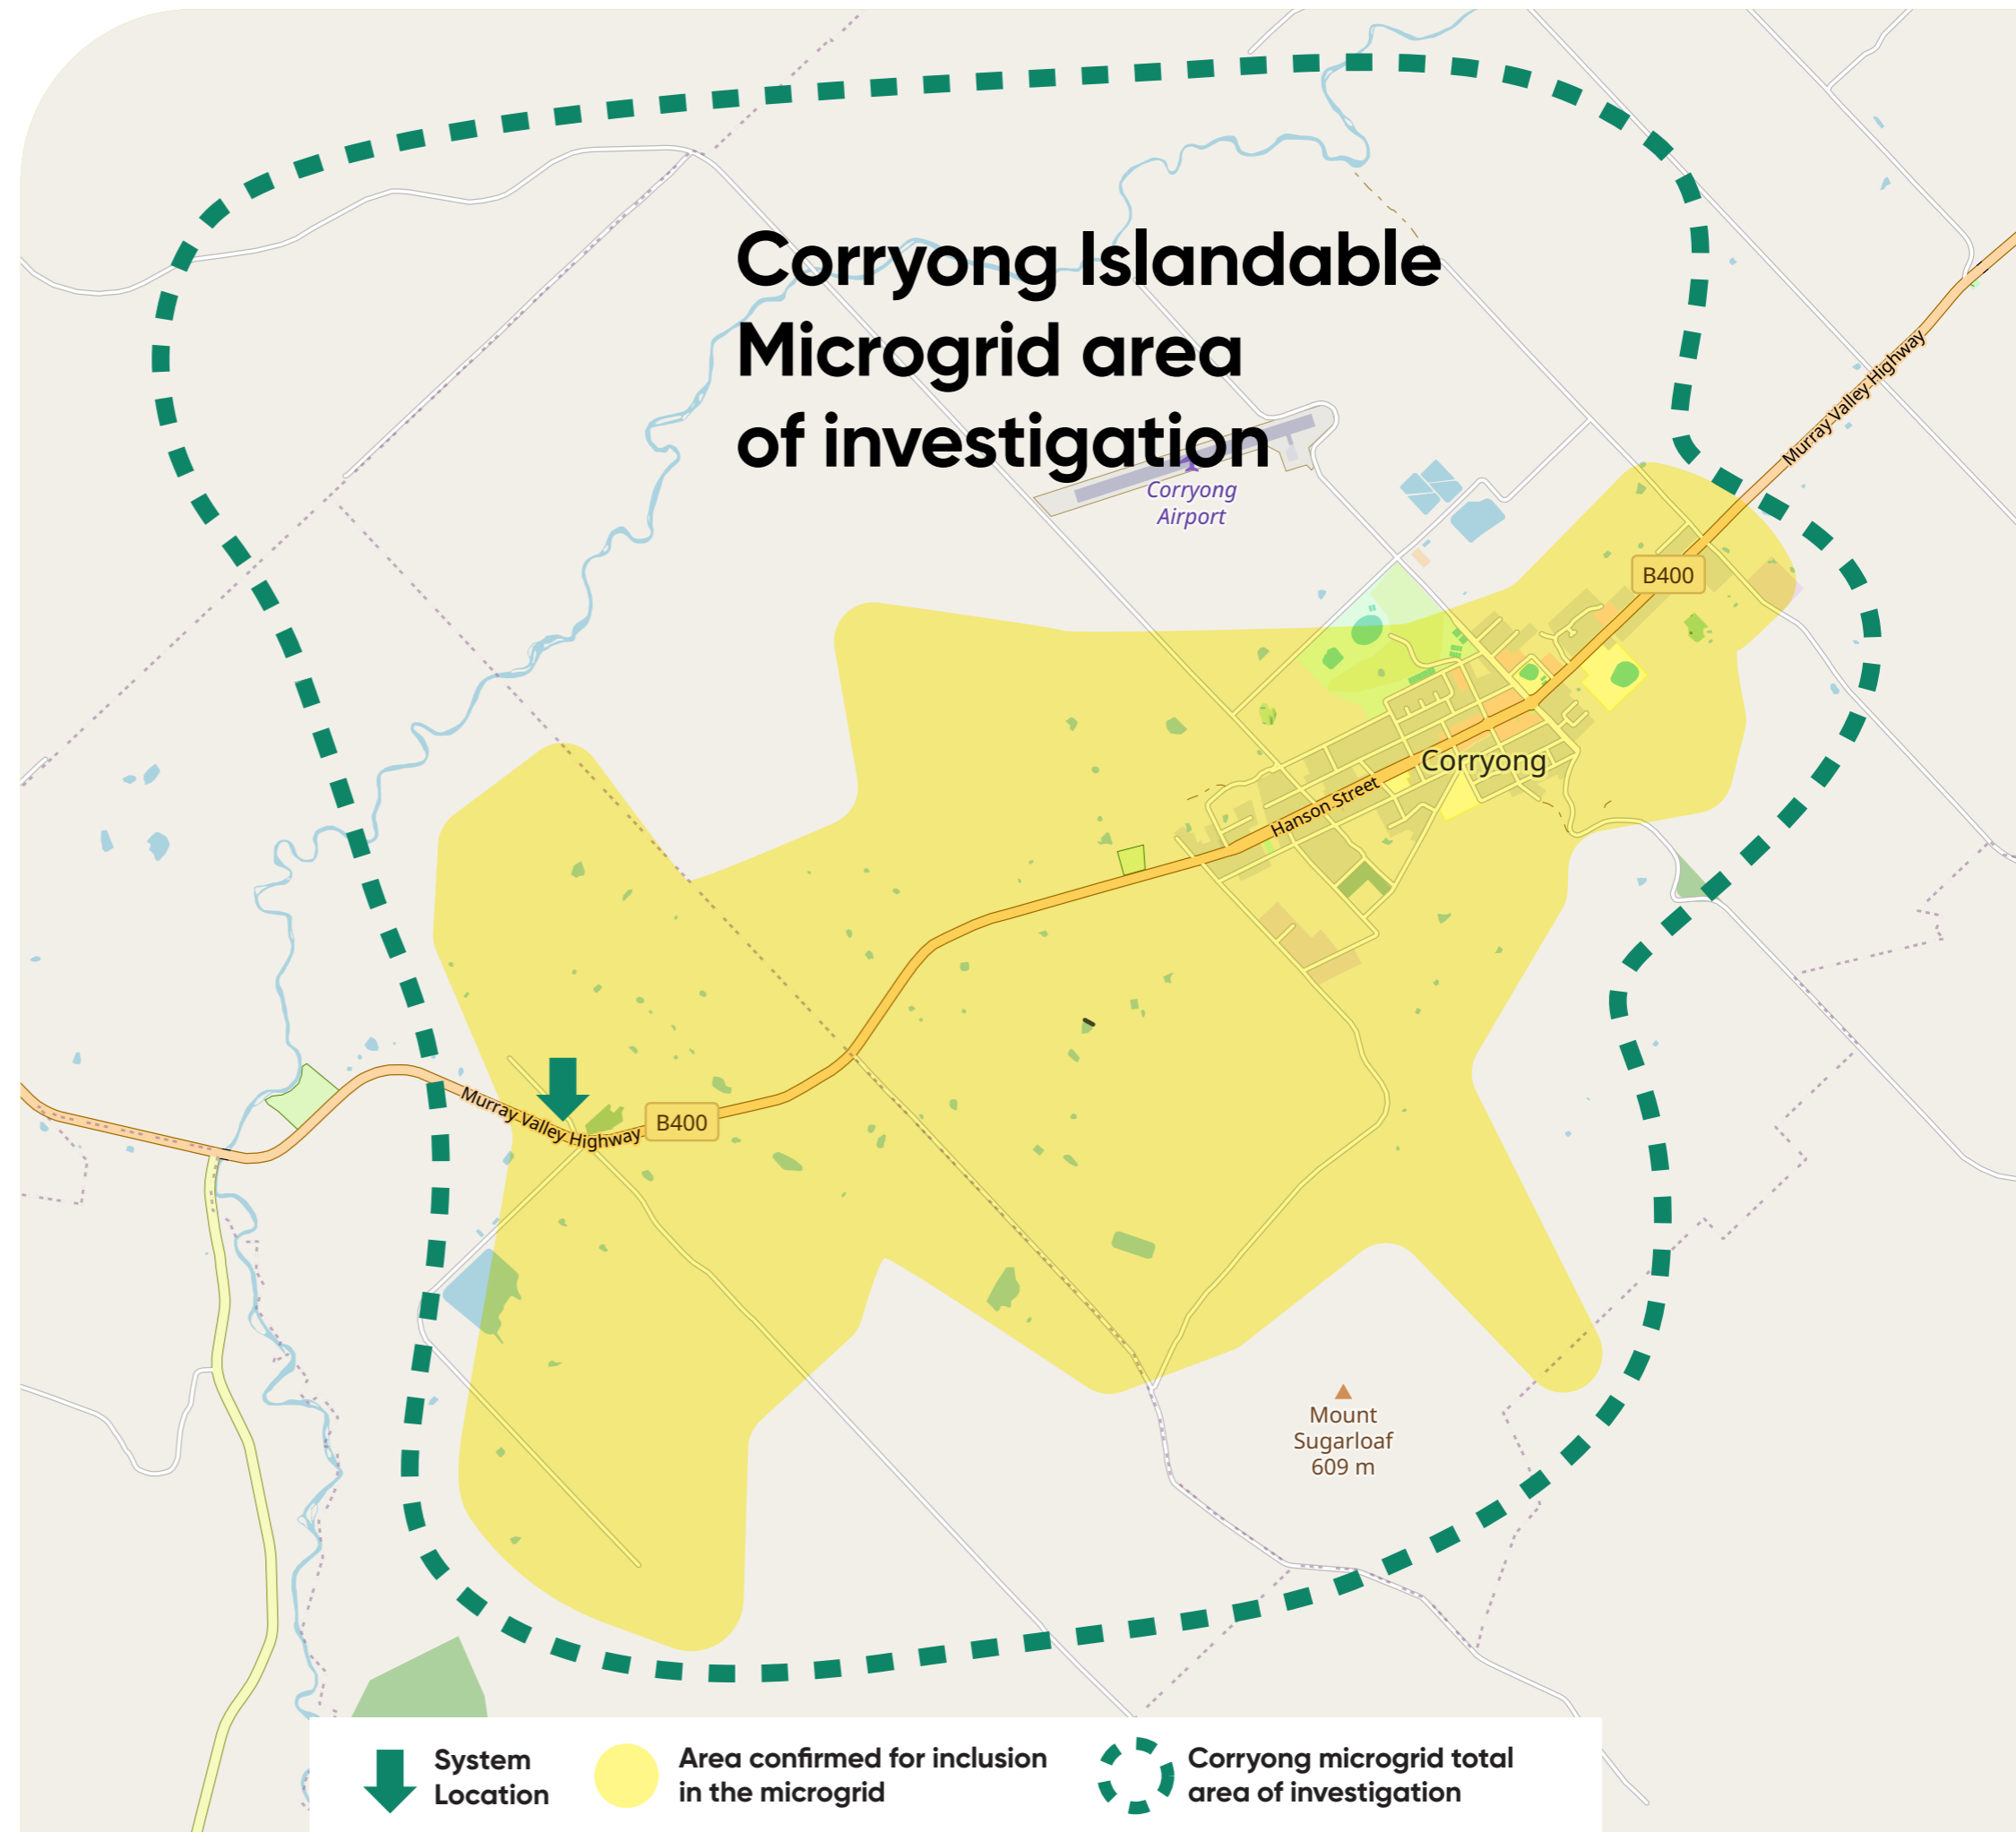 Corryong Islandable
Microgrid area
of investigation
Murray Valley Highway
Corryong
Airport
B400
Corryong
Hanson Street
Murray Valley Highway
B400
Mount
Sugarloaf
609 m
System
Location
Area confirmed for inclusion
in the microgrid
Corryong microgrid total
area of investigation